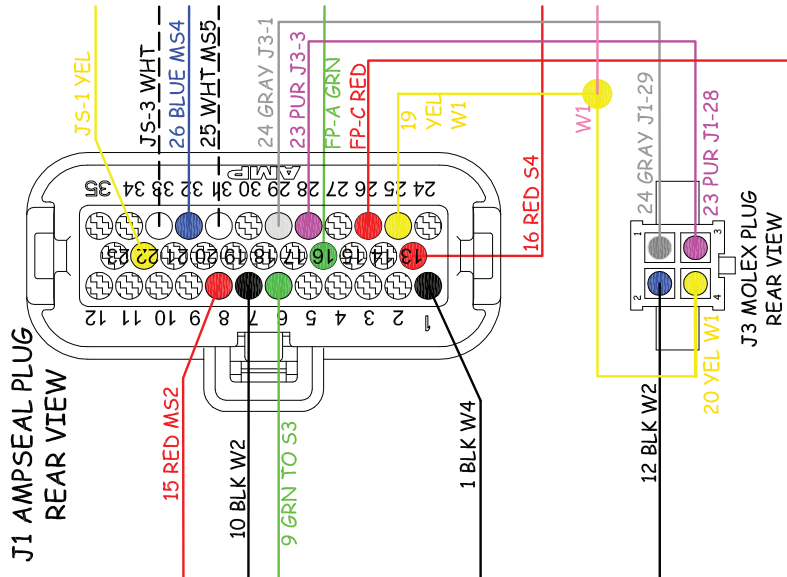 JS-1 YEL
JS-3 WHT
26 BLUE MS4
25 WHT MS5
24 GRAY J3-1
23 PUR J3-3
FP-A GRN
FP-C RED
19
YEL
W1
W1
16 RED S4
24 GRAY J1-29
23 PUR J1-28
AMP
35 34 33 32 31 30 29 28 27 26 25 24
23 22 21 20 19 18 17 16 15 14 13
12 11 10 9 8 7 6 5 4 3 2 1
1 3
2 4
J3 MOLEX PLUG
REAR VIEW
J1 AMPSEAL PLUG
REAR VIEW
15 RED MS2
10 BLK W2
9 GRN TO S3
1 BLK W4
12 BLK W2
20 YEL W1